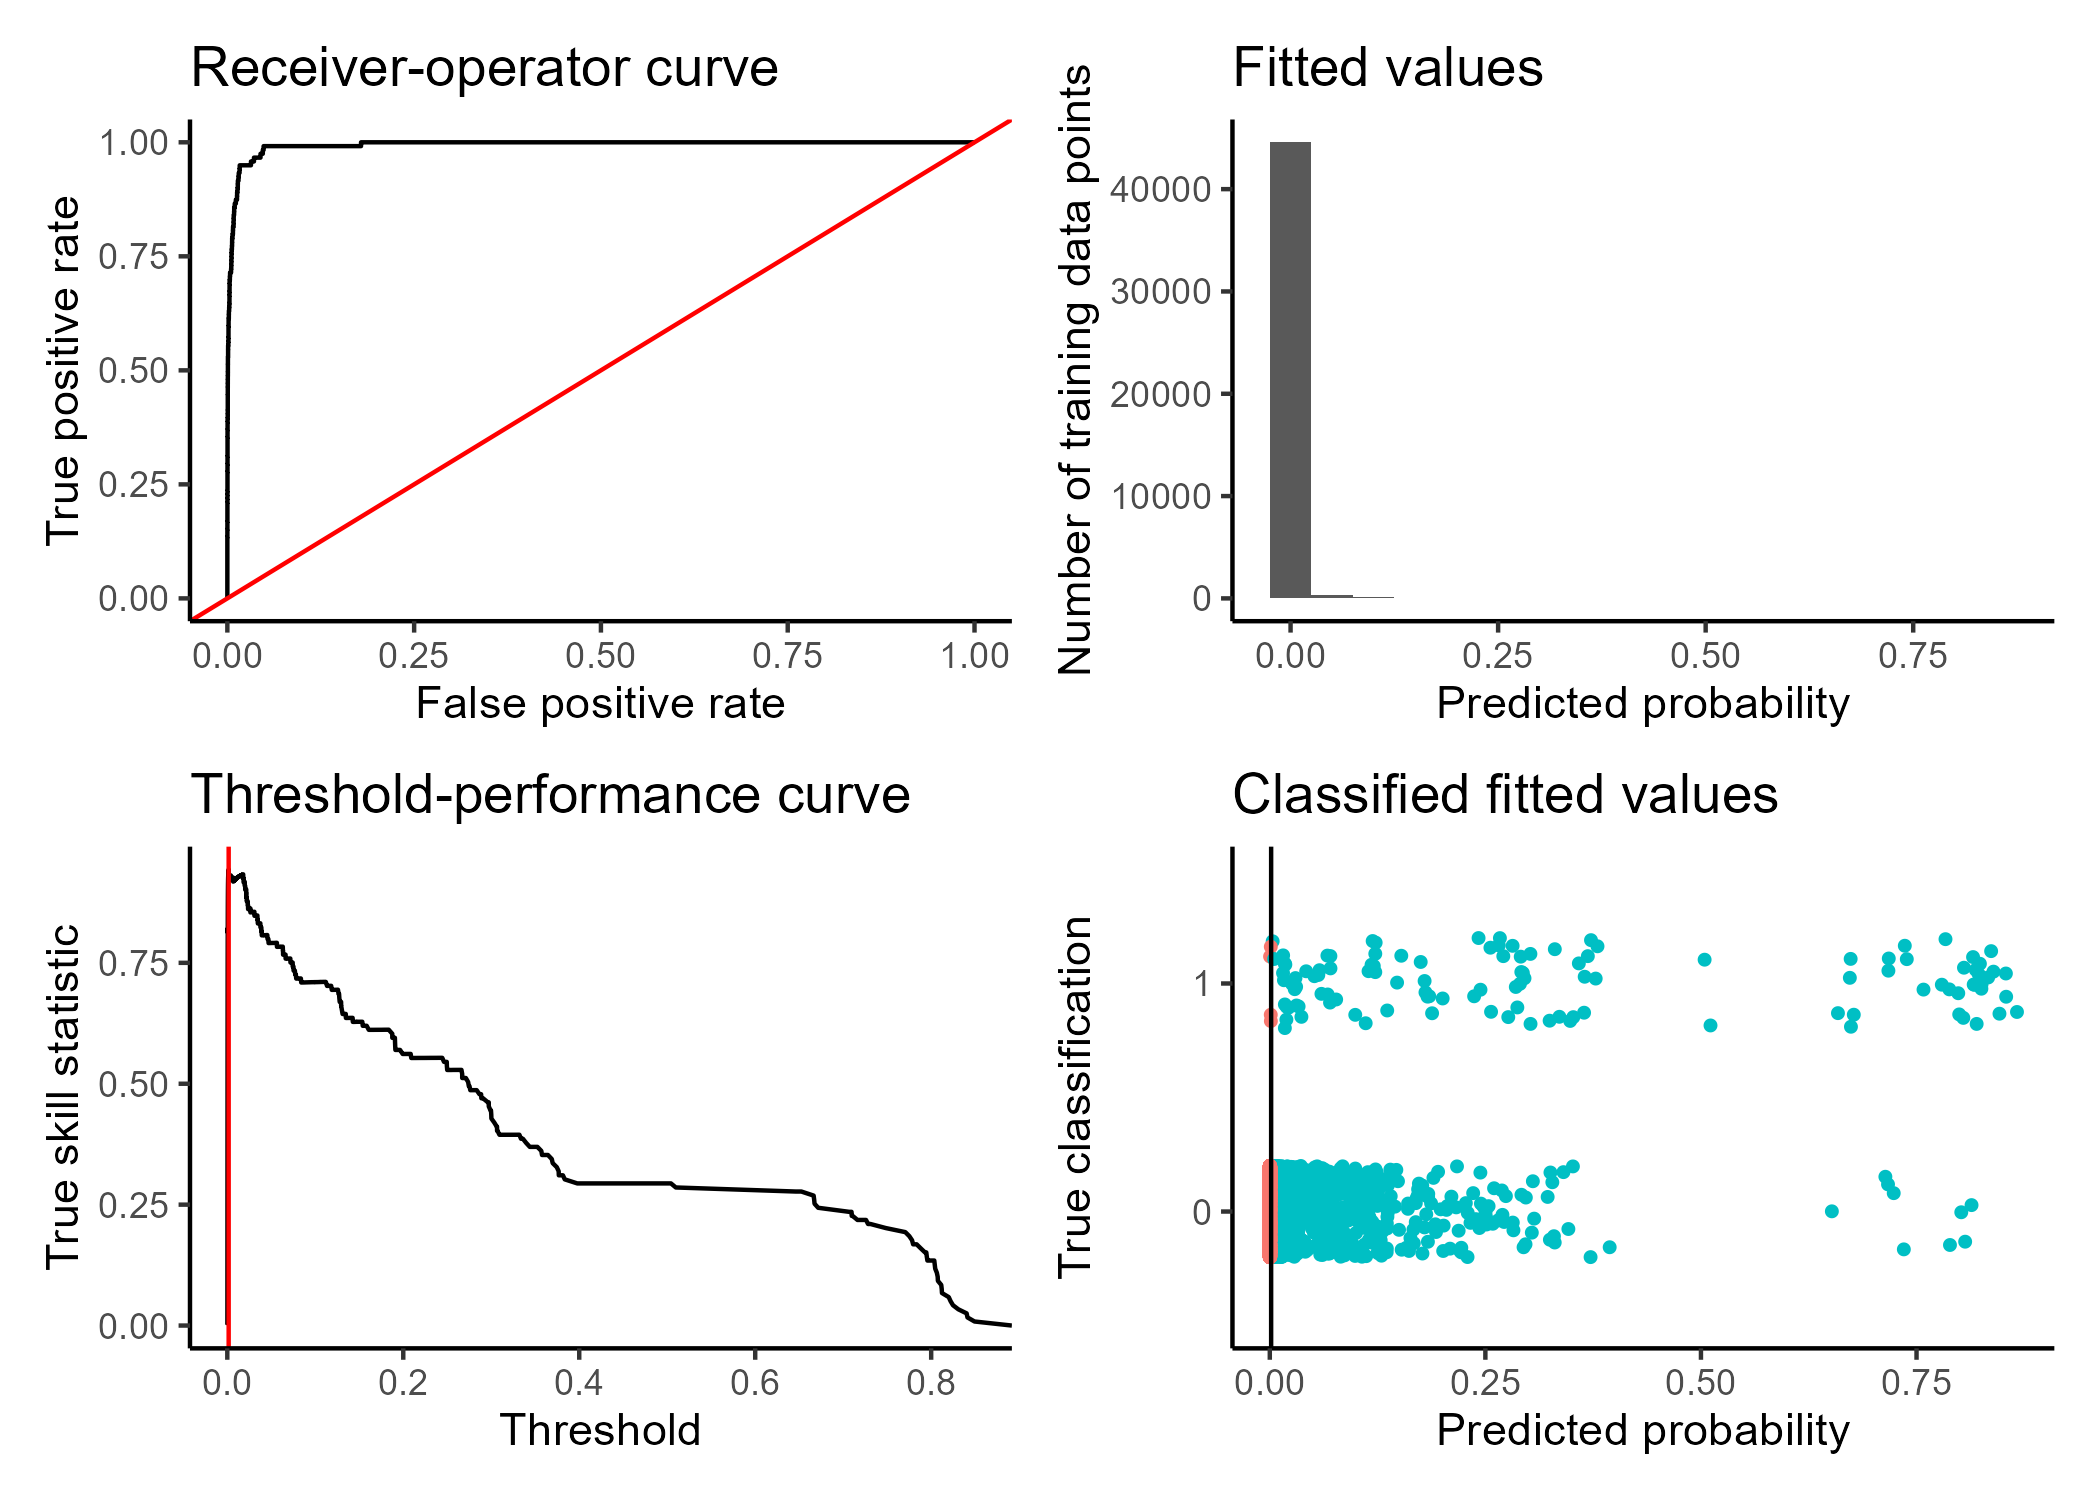 Receiver-operator curve
True positive rate
1.00
0.75
0.50
0.25
0.00
0.00 0.25 0.50 0.75 1.00
False positive rate
Fitted values
Number of training data points
40000
30000
20000
10000
0
0.00 0.25 0.50 0.75
Predicted probability
Threshold-performance curve
True skill statistic
0.75
0.50
0.25
0.00
0.0 0.2 0.4 0.6 0.8
Threshold
Classified fitted values
True classification
1
0
0.00 0.25 0.50 0.75
Predicted probability